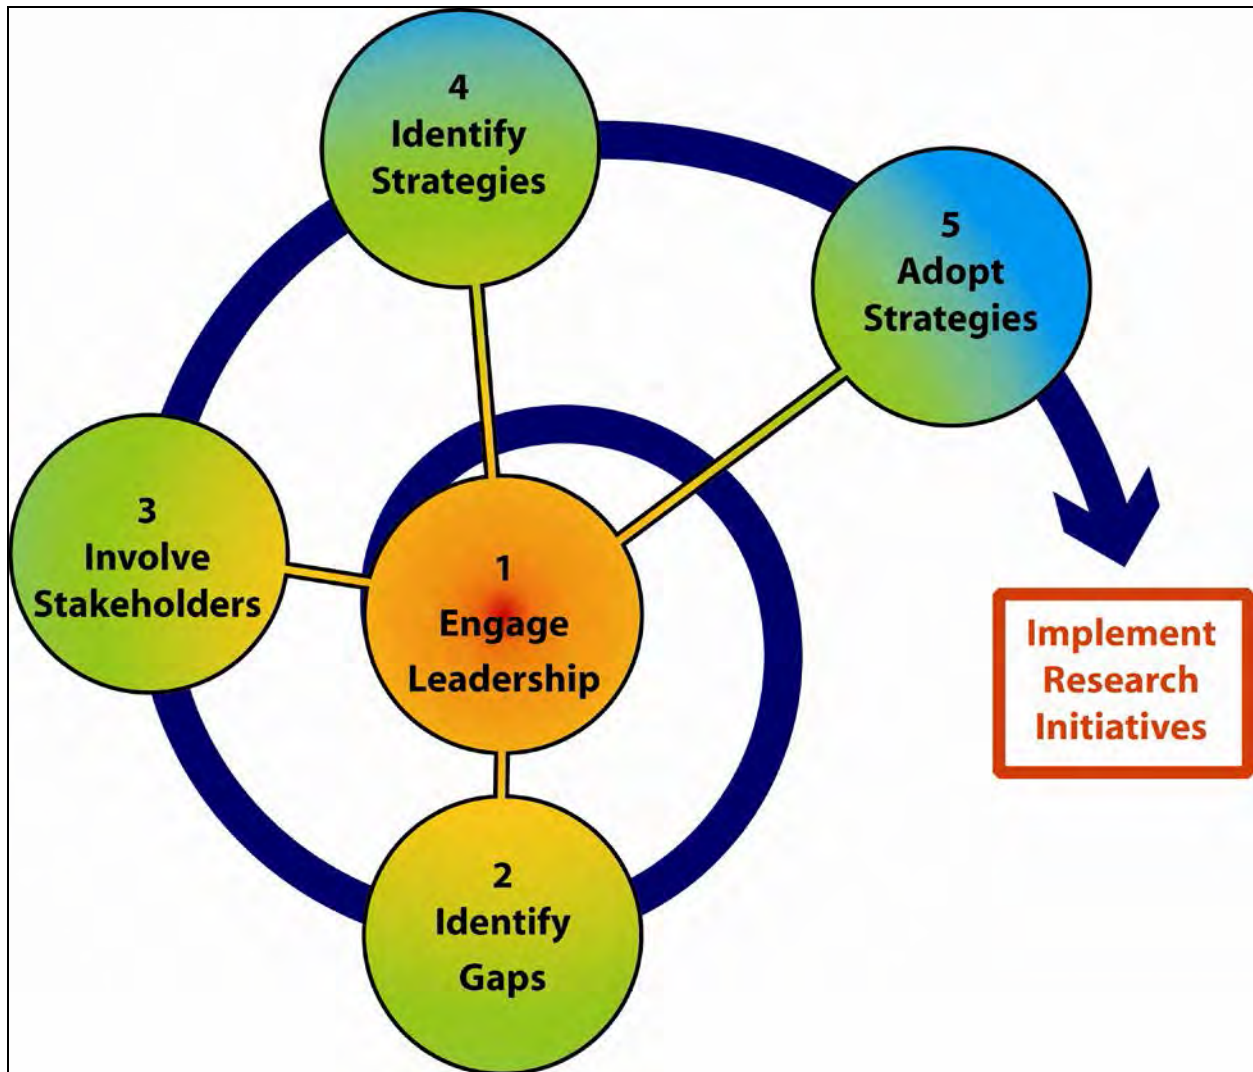 1
Engage
Leadership
2
Identify
Gaps
3
Involve
Stakeholders
4
Identify
Strategies
5
Adopt
Strategies
Implement
Research
Initiatives